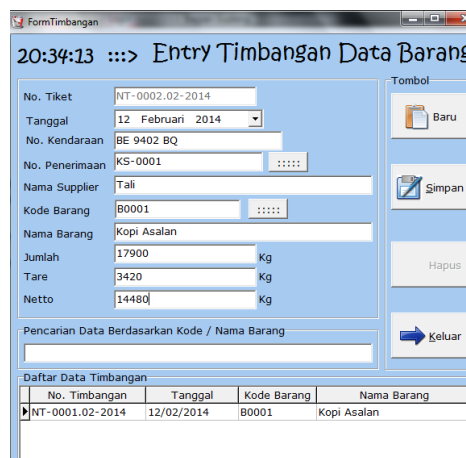 FormTimbangan
20:34:13 :::> Entry Timbangan Data Barang
Tombol
No. Tiket NT-0002.02-2014
Tanggal 12 Februari 2014
No. Kendaraan BE 9402 BQ
No. Penerimaan KS-0001 :::::
Nama Supplier Tali
Kode Barang B0001 :::::
Nama Barang Kopi Asalan
Jumlah 17900 Kg
Tare 3420 Kg
Netto 14480 Kg
Baru
Simpan
Hapus
Keluar
Pencarian Data Berdasarkan Kode / Nama Barang
Daftar Data Timbangan
No. Timbangan Tanggal Kode Barang Nama Barang
NT-0001.02-2014 12/02/2014 B0001 Kopi Asalan